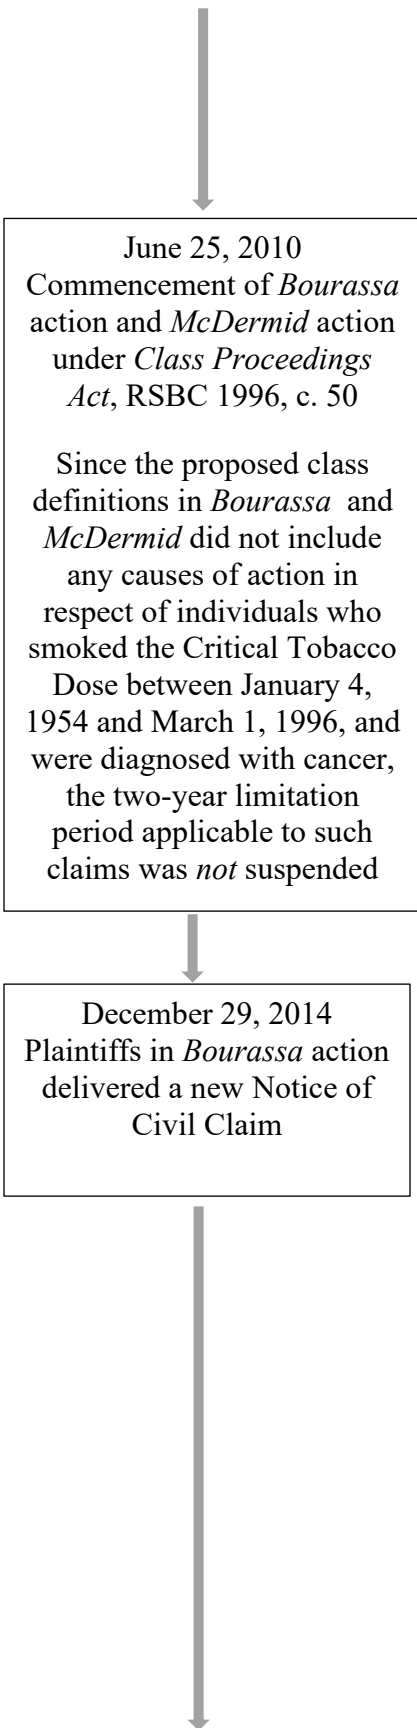 June 25, 2010
Commencement of Bourassa
action and McDermid action
under Class Proceedings
Act, RSBC 1996, c. 50
Since the proposed class
definitions in Bourassa and
McDermid did not include
any causes of action in
respect of individuals who
smoked the Critical Tobacco
Dose between January 4,
1954 and March 1, 1996, and
were diagnosed with cancer,
the two-year limitation
period applicable to such
claims was not suspended
December 29, 2014
Plaintiffs in Bourassa action
delivered a new Notice of
Civil Claim